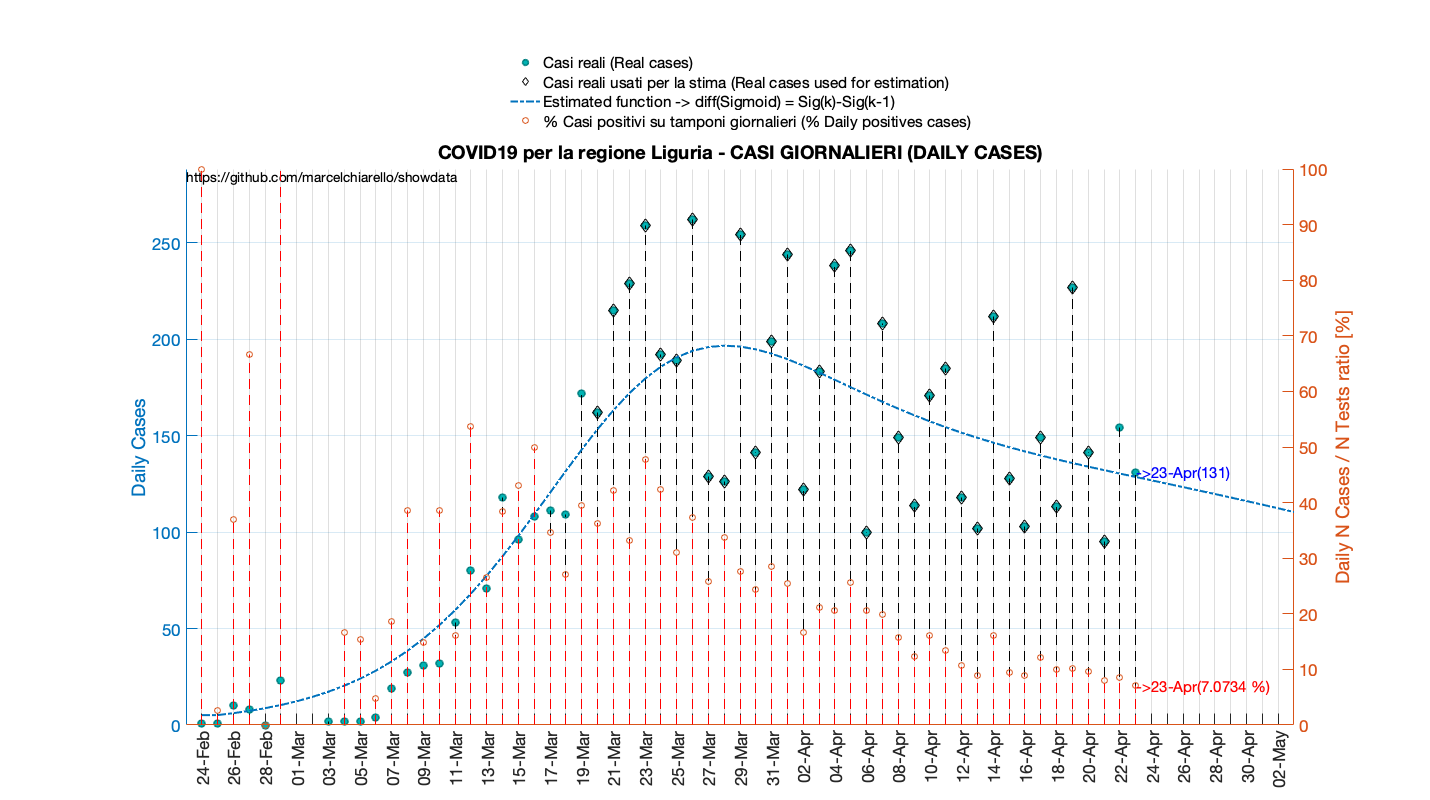 Casi reali (Real cases)
Casi reali usati per la stima (Real cases used for estimation)
Estimated function -> diff(Sigmoid) = Sig(k)-Sig(k-1)
% Casi positivi su tamponi giornalieri (% Daily positives cases)
COVID19 per la regione Liguria - CASI GIORNALIERI (DAILY CASES)
https://github.com/marcelchiarello/showdata
Daily Cases
250
200
150
100
50
0
100
90
80
70
60
50
40
30
20
10
0
Daily N Cases / N Tests ratio [%]
->23-Apr(131)
->23-Apr(7.0734 %)
24-Feb
26-Feb
28-Feb
01-Mar
03-Mar
05-Mar
07-Mar
09-Mar
11-Mar
13-Mar
15-Mar
17-Mar
19-Mar
21-Mar
23-Mar
25-Mar
27-Mar
29-Mar
31-Mar
02-Apr
04-Apr
06-Apr
08-Apr
10-Apr
12-Apr
14-Apr
16-Apr
18-Apr
20-Apr
22-Apr
24-Apr
26-Apr
28-Apr
30-Apr
02-May